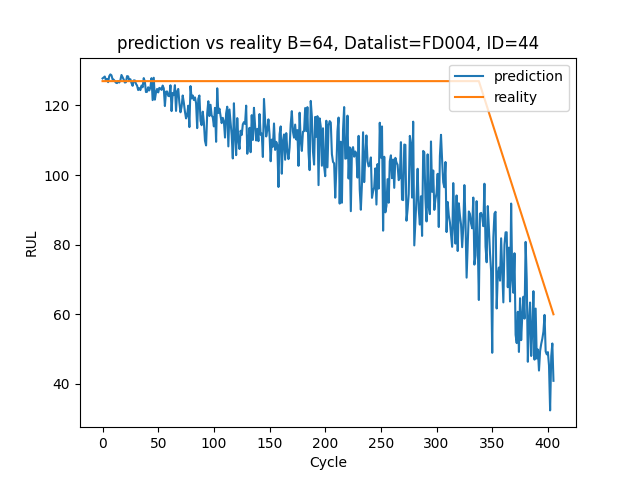 prediction vs reality B=64, Datalist=FD004, ID=44
prediction
reality
RUL
120
100
80
60
40
0 50 100 150 200 250 300 350 400
Cycle